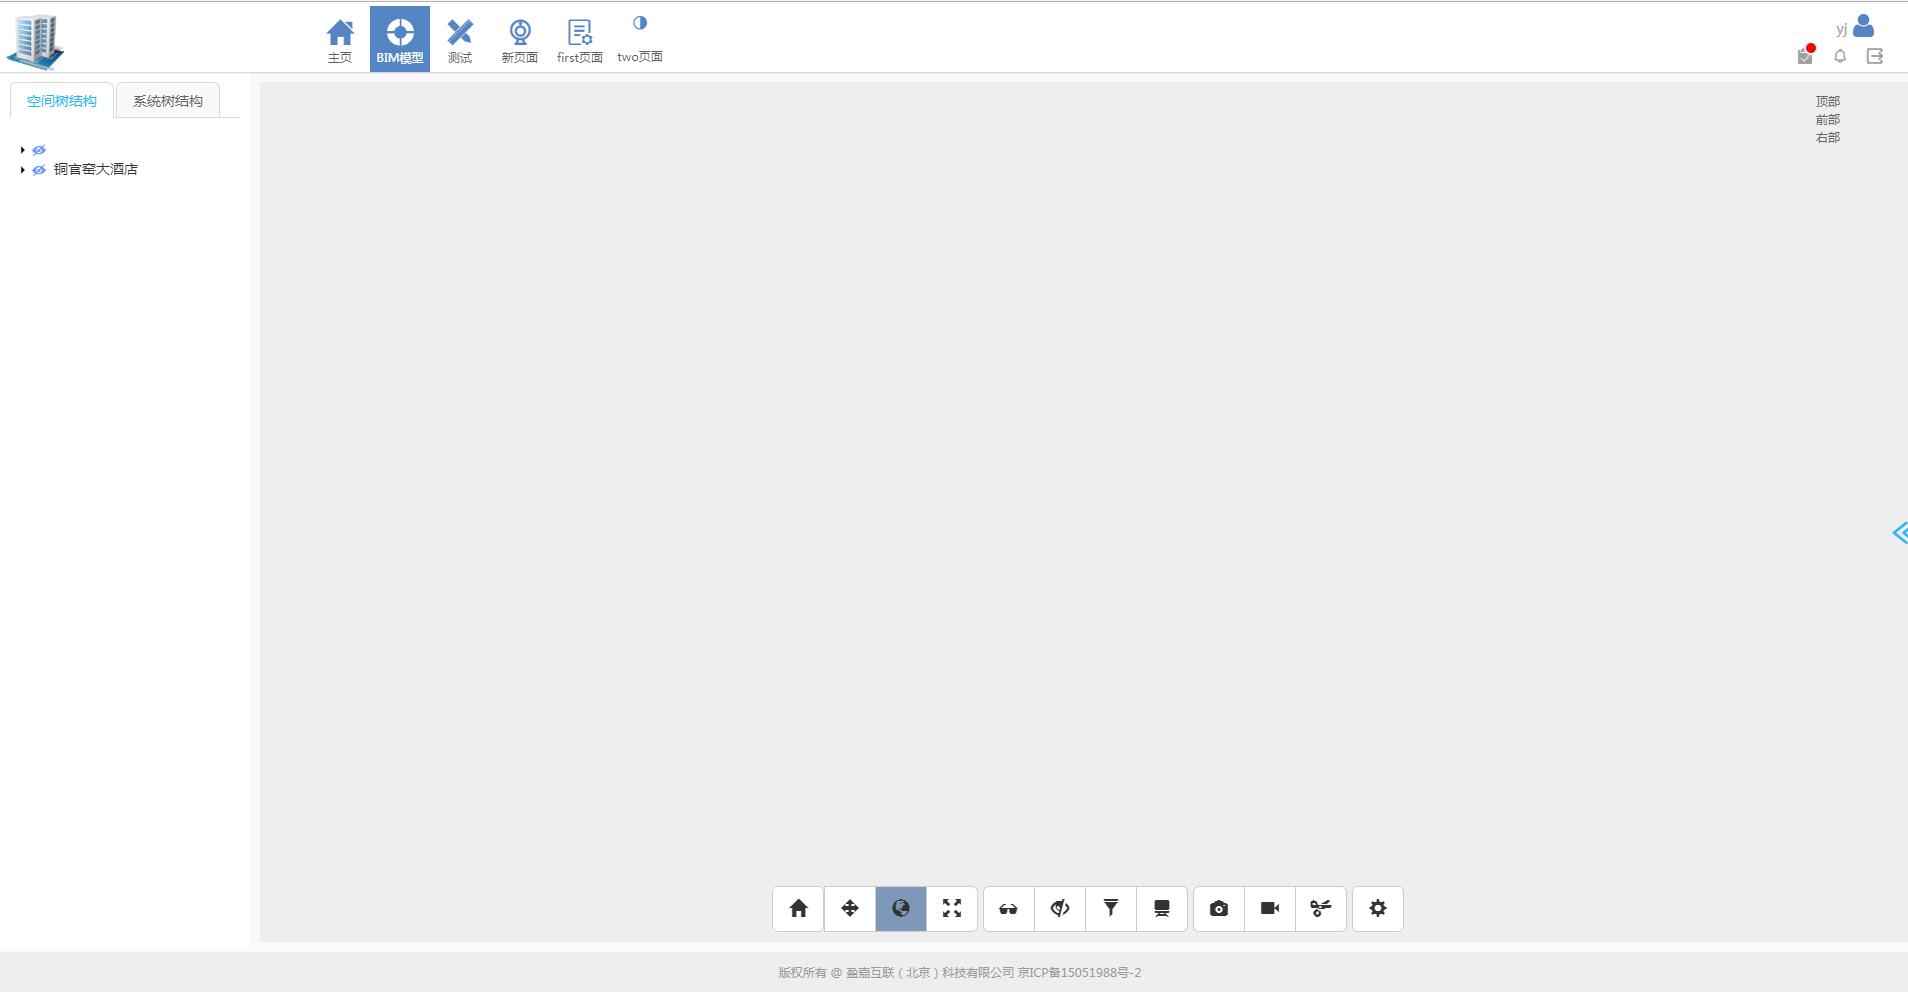 主页
BIM模型
测试
新页面
first页面
two页面
yj
空间树结构
系统树结构
铜官窑大酒店
顶部
前部
右部
版权所有 @ 盈嘉互联（北京）科技有限公司 京ICP备15051988号-2